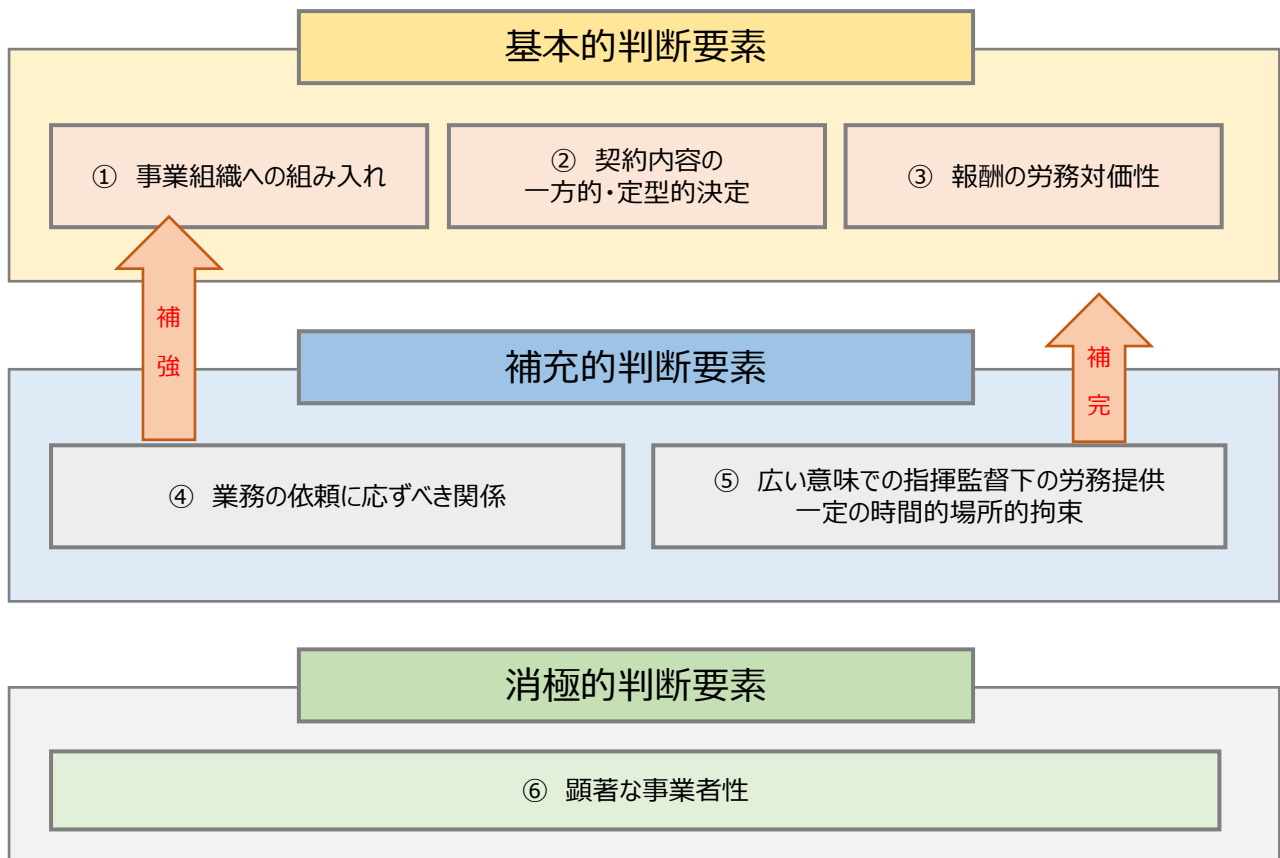 基本的判断要素
① 事業組織への組み入れ
② 契約内容の
一方的・定型的決定
③ 報酬の労務対価性
補
強
補充的判断要素
補
完
④ 業務の依頼に応ずべき関係
⑤ 広い意味での指揮監督下の労務提供
一定の時間的場所的拘束
消極的判断要素
⑥ 顕著な事業者性